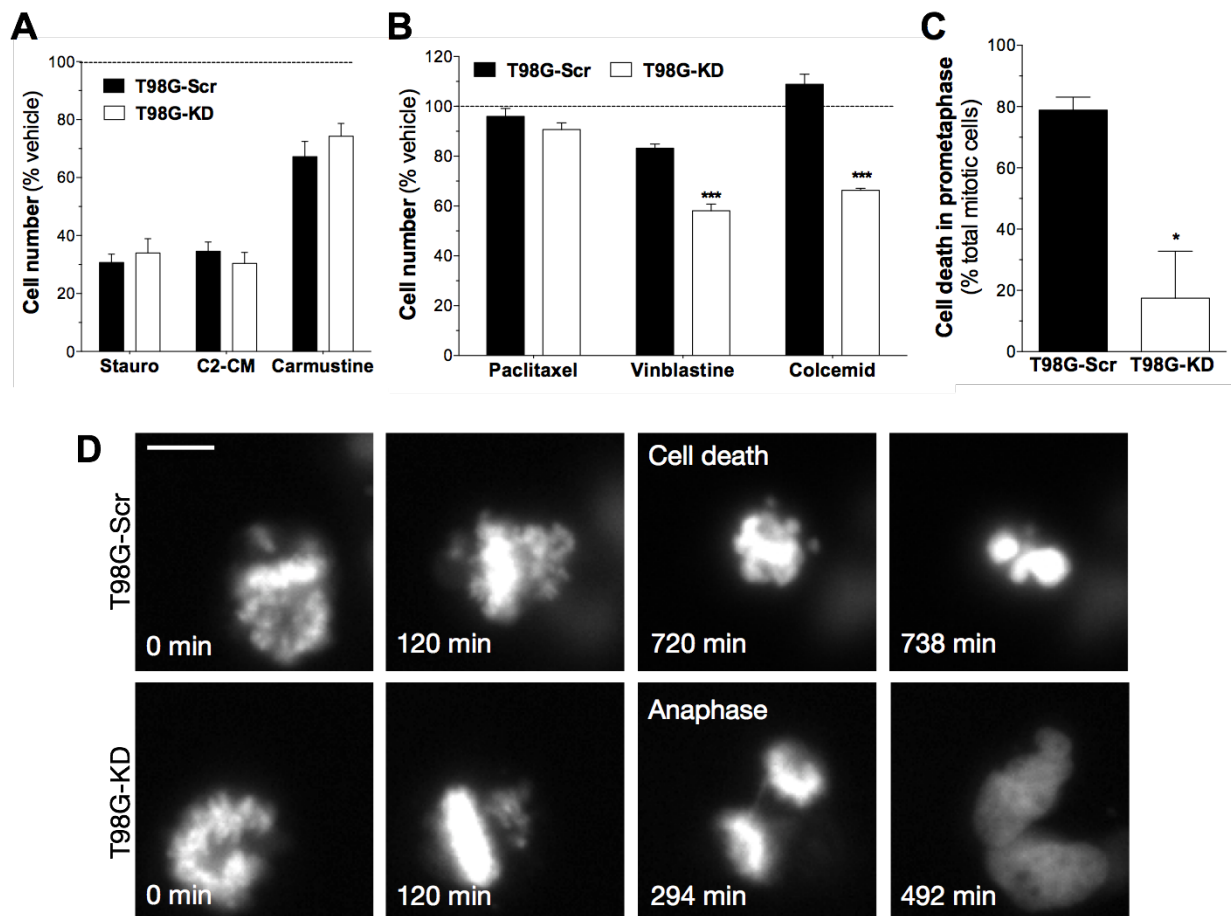 A
Cell number (% vehicle)
100
80
60
40
20
0
T98G-Scr
T98G-KD
Stauro C2-CM Carmustine
B
Cell number (% vehicle)
120
100
80
60
40
20
0
T98G-Scr T98G-KD
***
***
Paclitaxel Vinblastine Colcemid
C
Cell death in prometaphase
(% total mitotic cells)
100
80
60
40
20
0
*
T98G-Scr T98G-KD
D
T98G-Scr
0 min
120 min
Cell death
720 min
738 min
T98G-KD
0 min
120 min
Anaphase
294 min
492 min